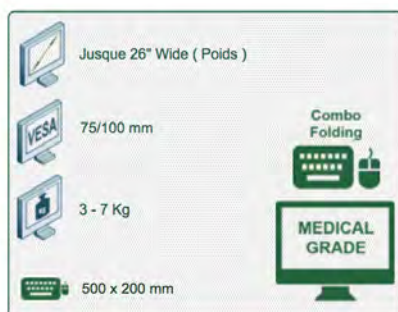 Jusque 26" Wide ( Poids )
VESA
75/100 mm
3 - 7 Kg
500 x 200 mm
Combo
Folding
MEDICAL
GRADE